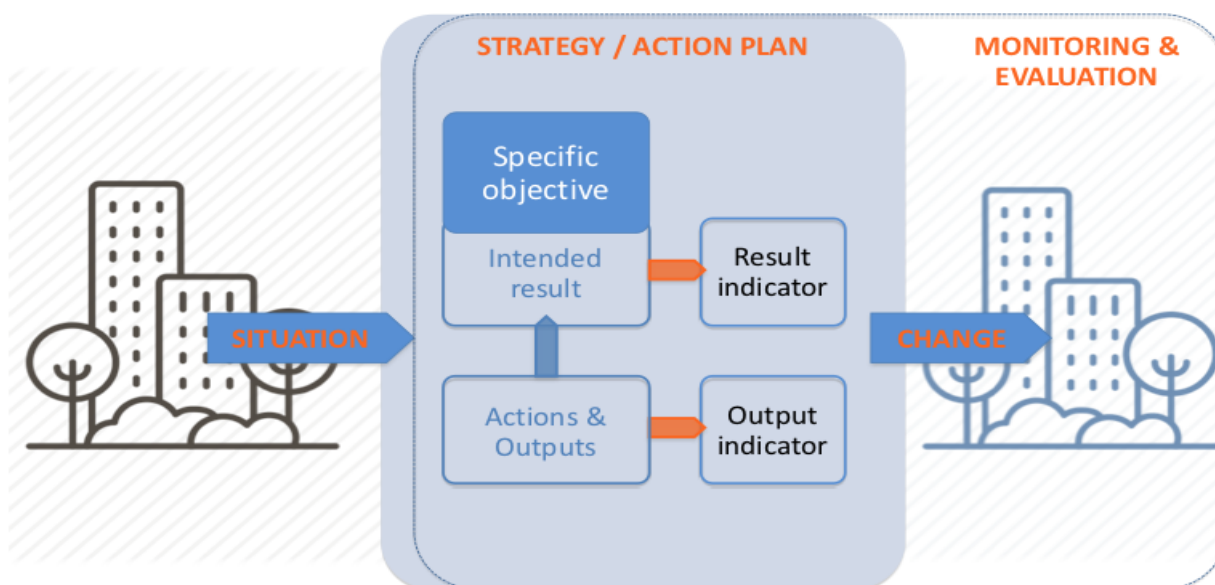 STRATEGY / ACTION PLAN
MONITORING &
EVALUATION
Specific
objective
Intended
result
Result
indicator
SITUATION
CHANGE
Actions &
Outputs
Output
indicator